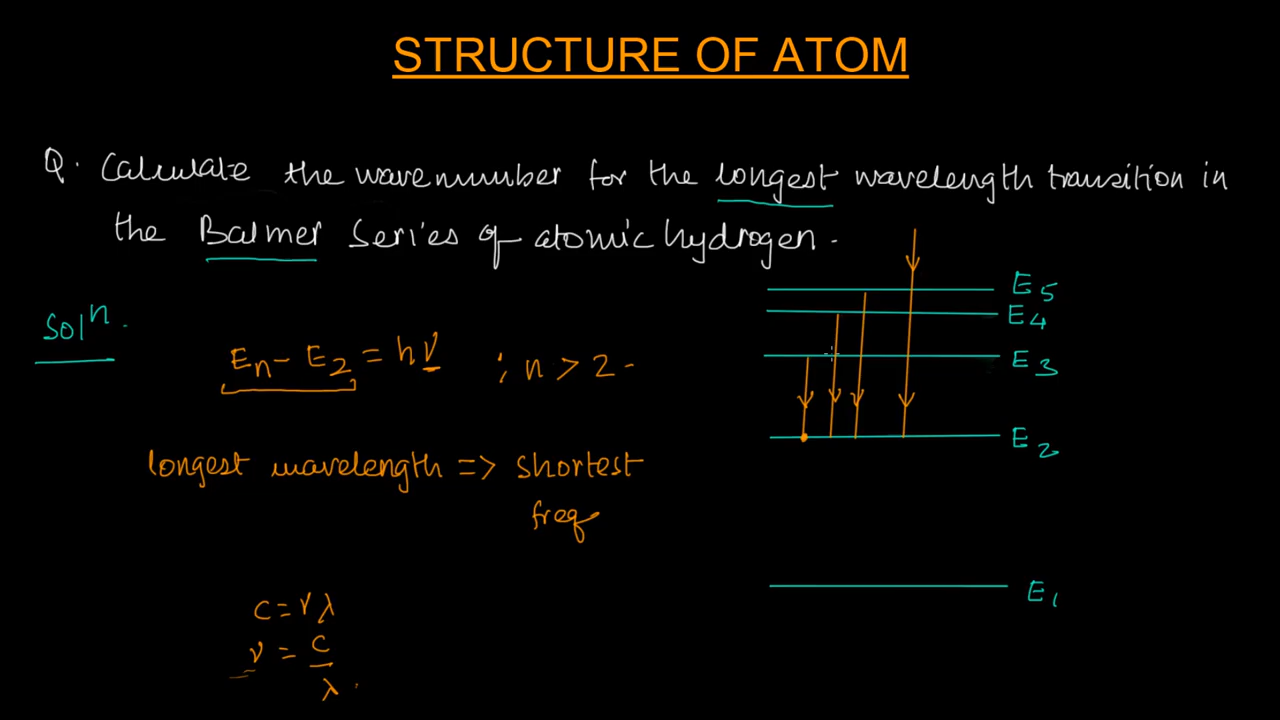 STRUCTURE OF ATOM
Q. Calculate the wavenumber for the longest wavelength transition in
the Balmer Series of atomic hydrogen.
Solⁿ.
Eₙ - E₂ = hν ; n > 2
longest wavelength => shortest
freq
c = νλ
ν = c/λ
E₅
E₄
E₃
E₂
E₁